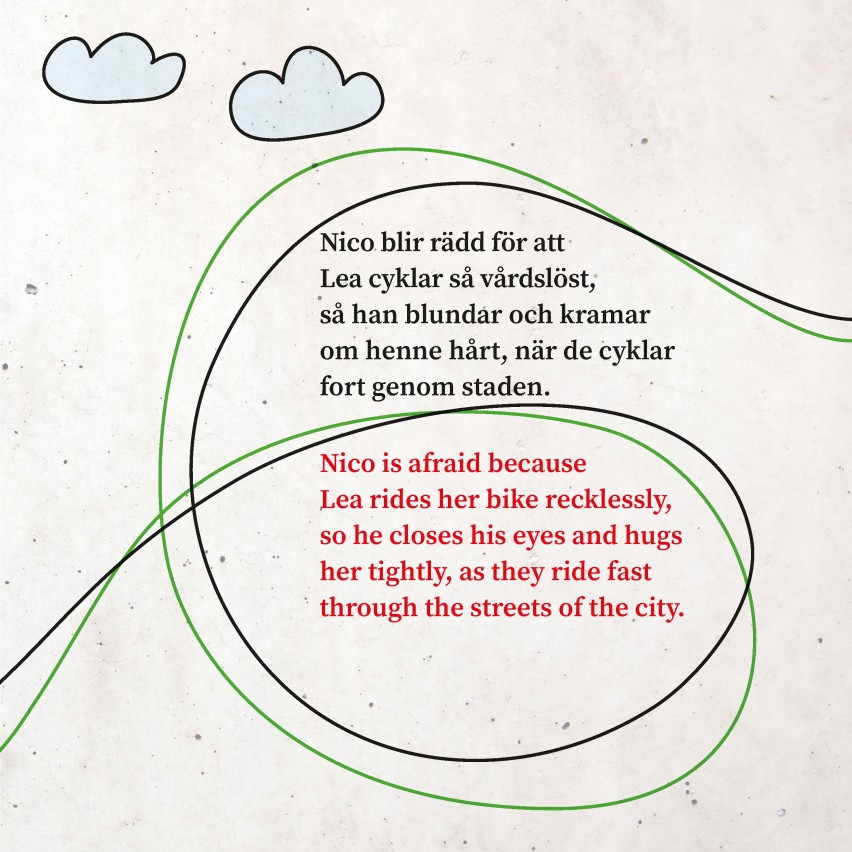 Nico blir rädd för att
Lea cyklar så vårdslöst,
så han blundar och kramar
om henne hårt, när de cyklar
fort genom staden.
Nico is afraid because
Lea rides her bike recklessly,
so he closes his eyes and hugs
her tightly, as they ride fast
through the streets of the city.